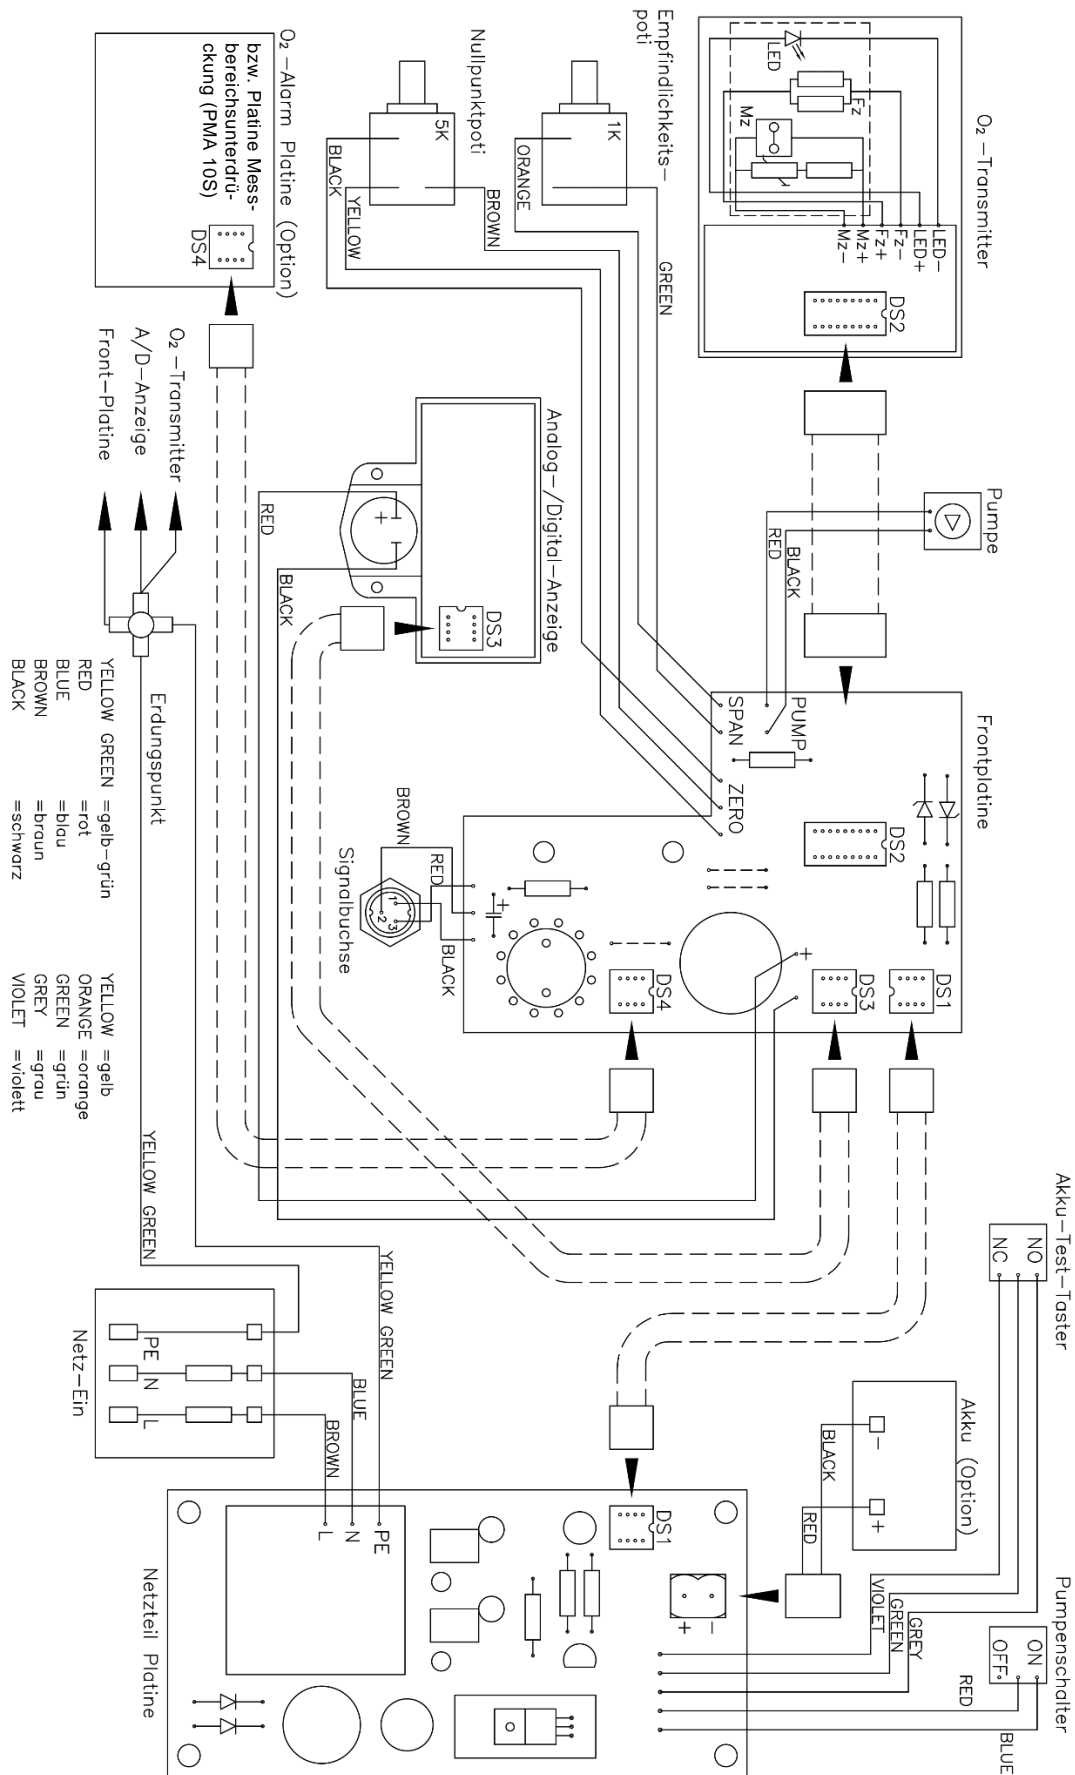 O₂-Transmitter
LED
Fz
Mz
LED-
LED+
Fz-
Fz+
Mz+
Mz-
DS2
Empfindlichkeits-
poti
1K
ORANGE
GREEN
Nullpunktpoti
5K
BLACK
YELLOW
BROWN
O₂-Alarm Platine (Option)
bzw. Platine Mess-
bereichsunterdrü-
ckung (PMA 10S)
DS4
Pumpe
RED
BLACK
Analog-/Digital-Anzeige
+
DS3
RED
BLACK
O₂-Transmitter
A/D-Anzeige
Front-Platine
Erdungspunkt
Frontplatine
PUMP
SPAN
ZERO
DS2
DS1
DS3
DS4
+
+
Signalbuchse
1
2
3
BROWN
RED
BLACK
YELLOW GREEN =gelb-grün
RED =rot
BLUE =blau
BROWN =braun
BLACK =schwarz
YELLOW =gelb
ORANGE =orange
GREEN =grün
GREY =grau
VIOLET =violett
YELLOW GREEN
YELLOW GREEN
Netz-Ein
PE
N
L
BLUE
BROWN
Akku-Test-Taster
NO
NC
Akku (Option)
-
+
BLACK
RED
Pumpenschalter
ON
OFF
VIOLET
GREEN
GREY
RED
BLUE
Netzteil Platine
DS1
PE
N
L
+
-